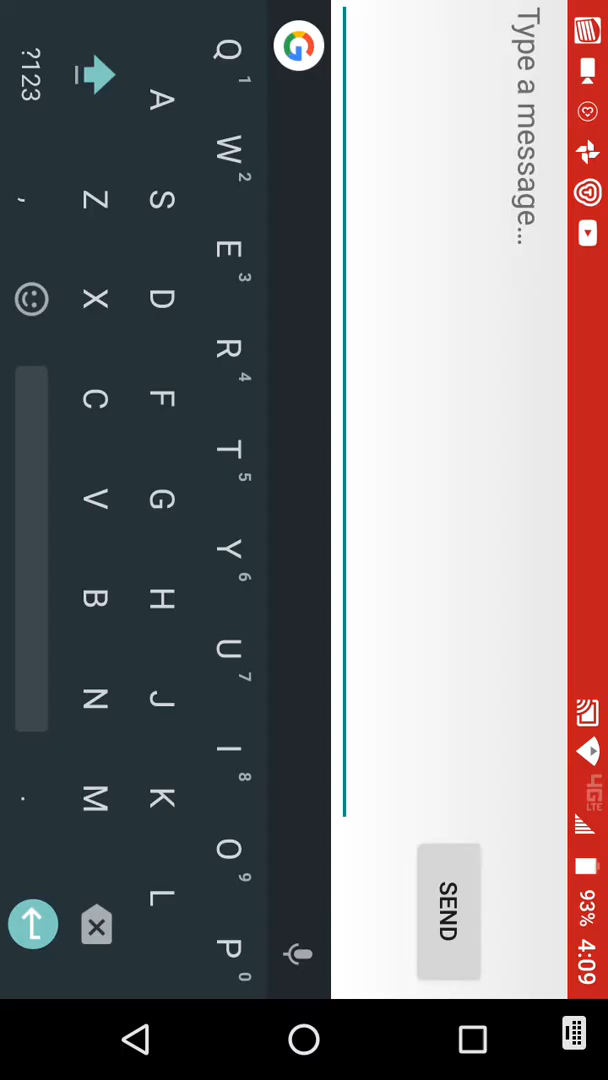 93% 4:09
4G LTE
Type a message...
SEND
G
Q 1 W 2 E 3 R 4 T 5 Y 6 U 7 I 8 O 9 P 0
A S D F G H J K L
Z X C V B N M
?123 , .